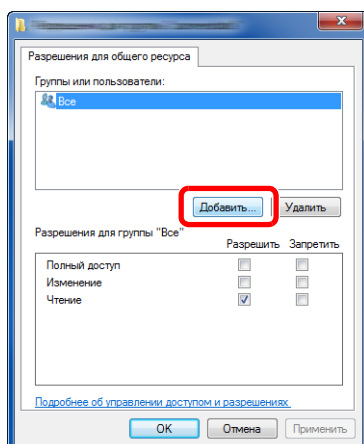 Разрешения для общего ресурса
Группы или пользователи:
Все
Добавить... Удалить
Разрешения для группы "Все"
Разрешить Запретить
Полный доступ
Изменение
Чтение
Подробнее об управлении доступом и разрешениях
OK Отмена Применить